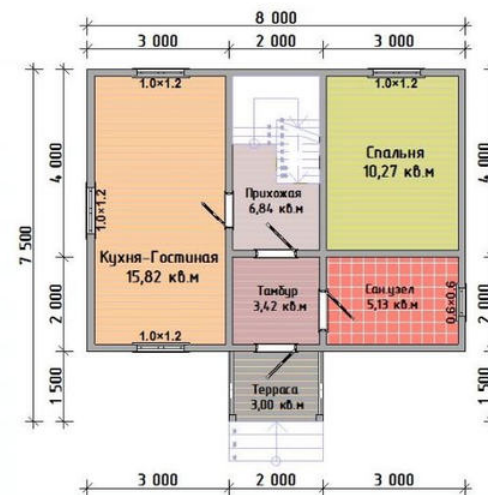 8 000
3 000 2 000 3 000
1.0×1.2 1.0×1.2
4 000
4 000
7 500
1.0×1.2
Спальня
10,27 кв.м
Прихожая
6,84 кв.м
Кухня-Гостиная
15,82 кв.м
Тамбур
3,42 кв.м
Сан.узел
5,13 кв.м
0.6×0.6
2 000
2 000
1.0×1.2
Терраса
3,00 кв.м
1 500
1 500
3 000 2 000 3 000